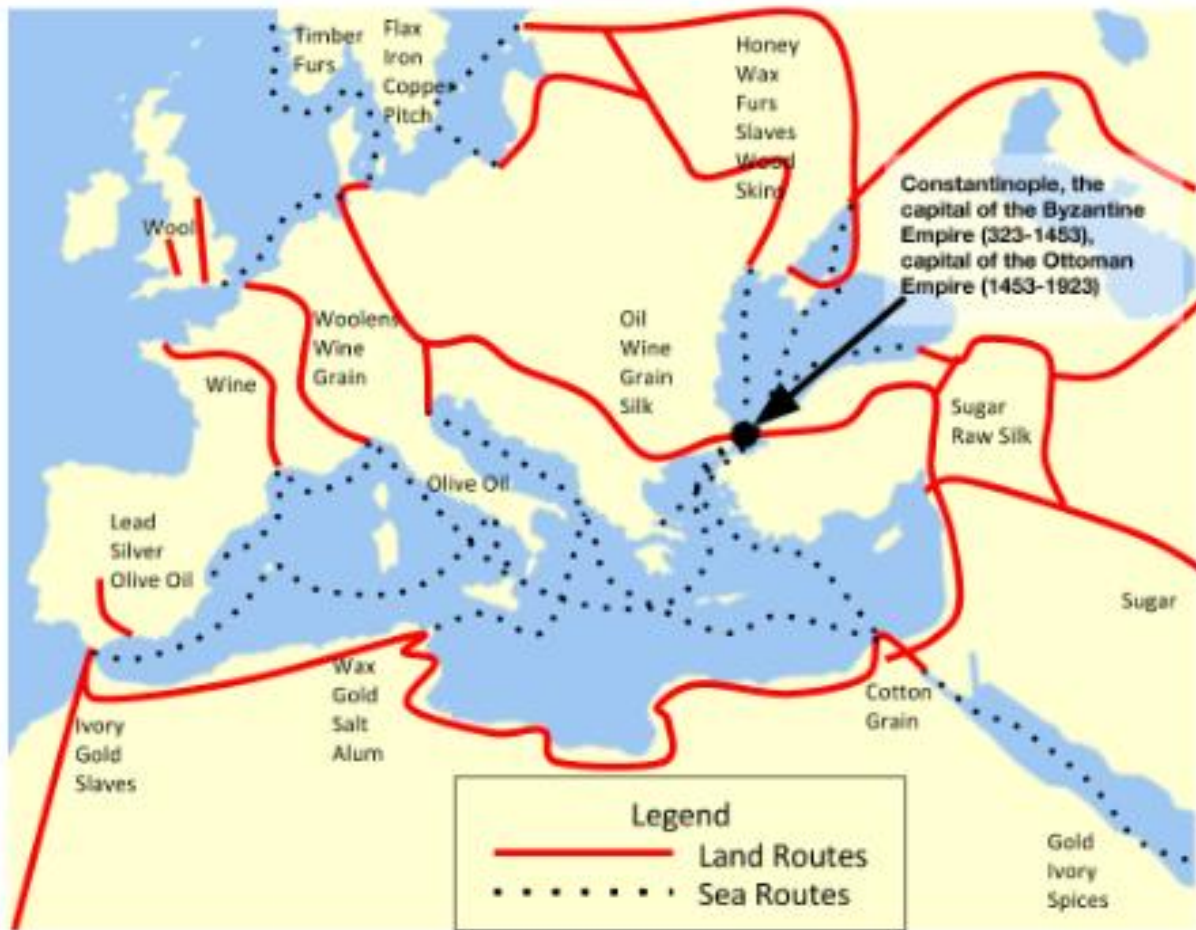 Timber
Furs
Flax
Iron
Copper
Pitch
Honey
Wax
Furs
Slaves
Wood
Skins
Constantinople, the
capital of the Byzantine
Empire (323-1453),
capital of the Ottoman
Empire (1453-1923)
Wool
Woolens
Wine
Grain
Wine
Oil
Wine
Grain
Silk
Sugar
Raw Silk
Olive Oil
Lead
Silver
Olive Oil
Sugar
Wax
Gold
Salt
Alum
Cotton
Grain
Ivory
Gold
Slaves
Gold
Ivory
Spices
Legend
Land Routes
Sea Routes